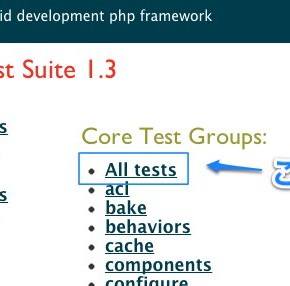 id development php framework
st Suite 1.3
s
s
Core Test Groups:
All tests
acl
bake
behaviors
cache
components
configure